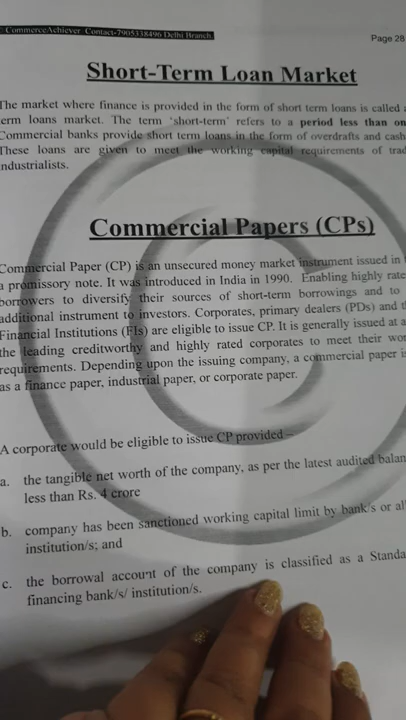 CommerceAchiever Contact-7905338496 Delhi Branch
Page 28
Short-Term Loan Market
The market where finance is provided in the form of short term loans is called
term loans market. The term 'short-term' refers to a period less than
Commercial banks provide short term loans in the form of overdrafts and cash
These loans are given to meet the working capital requirements of
industrialists.
Commercial Papers (CPs)
Commercial Paper (CP) is an unsecured money market instrument issued in
a promissory note. It was introduced in India in 1990. Enabling highly
borrowers to diversify their sources of short-term borrowings and to
additional instrument to investors. Corporates, primary dealers (PDs) and
Financial Institutions (FIs) are eligible to issue CP. It is generally issued at a
the leading creditworthy and highly rated corporates to meet their
requirements. Depending upon the issuing company, a commercial paper
as a finance paper, industrial paper, or corporate paper.
A corporate would be eligible to issue CP provided –
a. the tangible net worth of the company, as per the latest audited
less than Rs. 4 crore
b. company has been sanctioned working capital limit by bank/s or
institution/s; and
c. the borrowal account of the company is classified as a
financing bank/s/ institution/s.